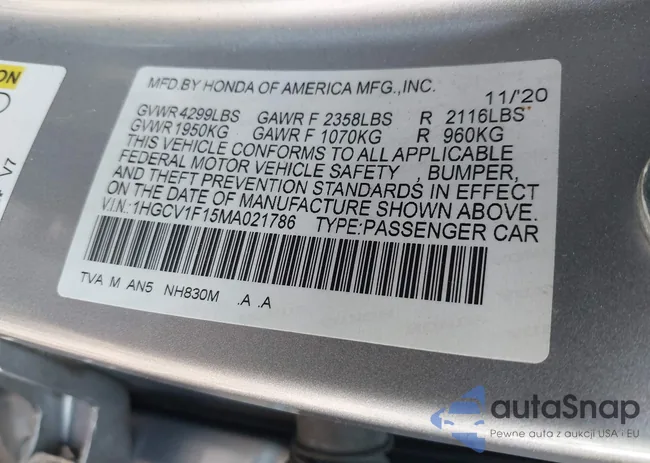 ON
V7
MFD.BY HONDA OF AMERICA MFG.,INC.
11/'20
GVWR 4299LBS GAWR F 2358LBS R 2116LBS
GVWR 1950KG GAWR F 1070KG R 960KG
THIS VEHICLE CONFORMS TO ALL APPLICABLE
FEDERAL MOTOR VEHICLE SAFETY , BUMPER,
AND THEFT PREVENTION STANDARDS IN EFFECT
ON THE DATE OF MANUFACTURE SHOWN ABOVE.
V.I.N.:1HGCV1F15MA021786 TYPE:PASSENGER CAR
TVA M AN5 NH830M .A .A
autaSnap
Pewne auta z aukcji USA i EU